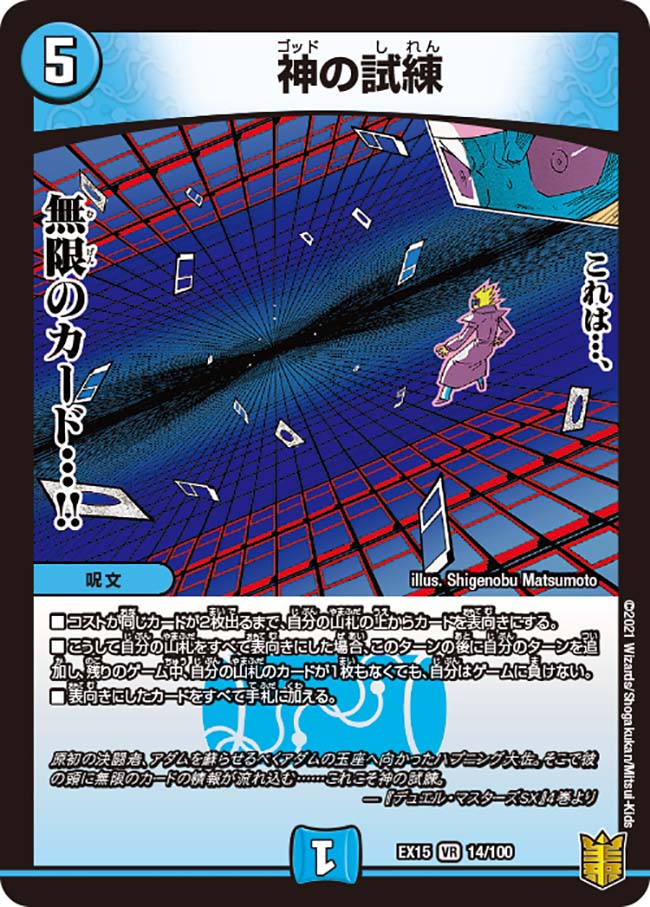 5
ゴッド しれん
神の試練
これは…、
むげん
無限のカード…!!
呪文
illus. Shigenobu Matsumoto
■コストが同じカードが2枚出るまで、自分の山札の上からカードを表向きにする。
■こうして自分の山札をすべて表向きにした場合、このターンの後に自分のターンを追
加し、残りのゲーム中、自分の山札のカードが1枚もなくても、自分はゲームに負けない。
■表向きにしたカードをすべて手札に加える。
原初の決闘者、アダムを蘇らせるべくアダムの玉座へ向かったハプニング大佐。そこで彼
の頭に無限のカードの情報が流れ込む……これこそ神の試練。
—『デュエル・マスターズSX』4巻より
1
EX15 VR 14/100
©2021 Wizards/Shogakukan/Mitsui-Kids